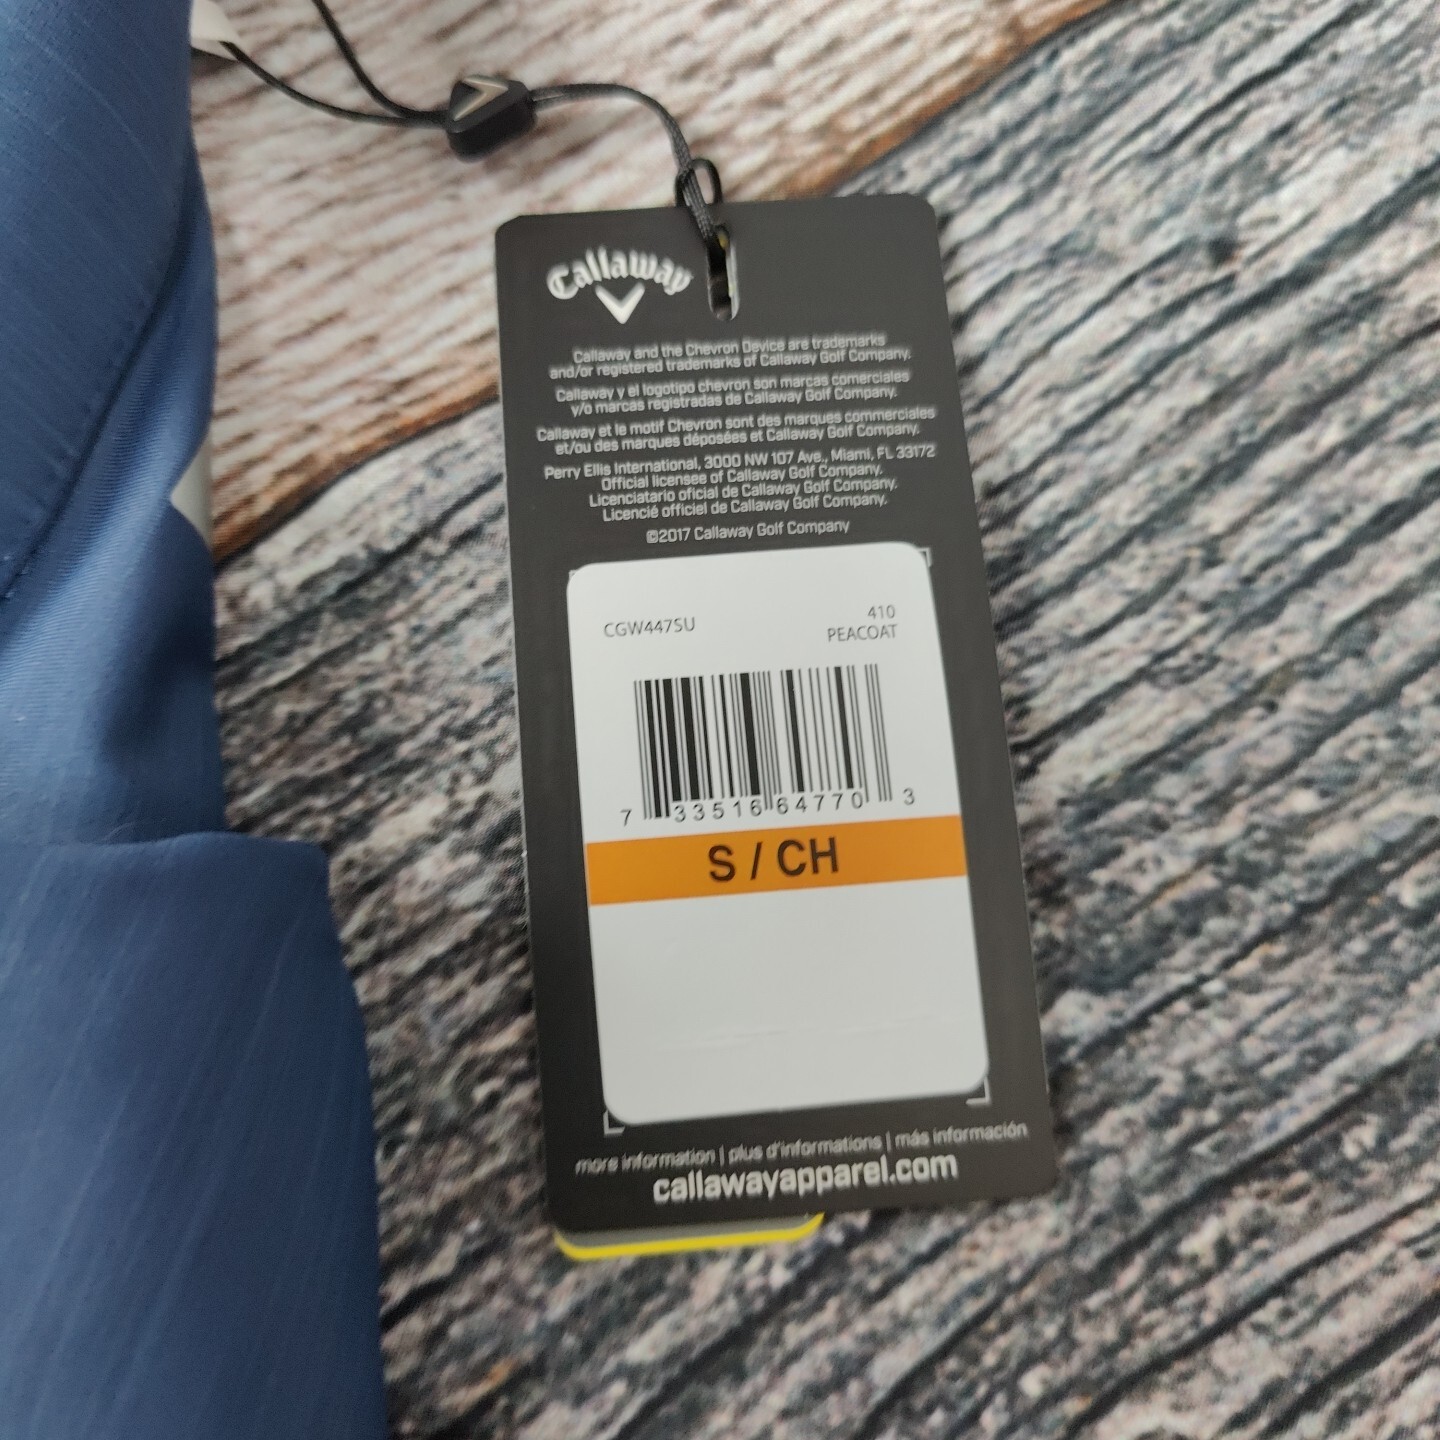 Callaway
Callaway and the Chevron Device are trademarks
and/or registered trademarks of Callaway Golf Company.
Callaway y el logotipo chevron son marcas comerciales
y/o marcas registradas de Callaway Golf Company.
Callaway et le motif Chevron sont des marques commerciales
et/ou des marques déposées et Callaway Golf Company.
Perry Ellis International, 3000 NW 107 Ave., Miami, FL 33172
Official licensee of Callaway Golf Company.
Licenciatario oficial de Callaway Golf Company.
Licencié officiel de Callaway Golf Company.
©2017 Callaway Golf Company
CGW447SU
410
PEACOAT
7 33516 64770 3
S / CH
more information | plus d'informations | más información
callawayapparel.com